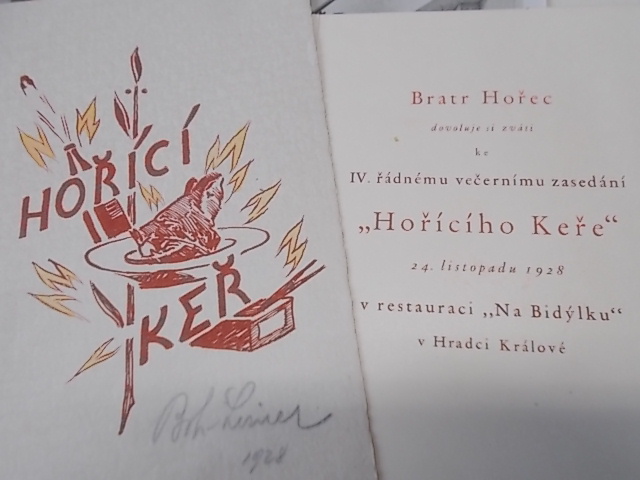 HOŘÍCÍ
KEŘ
1928
Bratr Hořec
dovoluje si zváti
ke
IV. řádnému večernímu zasedání
„Hořícího Keře“
24. listopadu 1928
v restauraci „Na Bidýlku“
v Hradci Králové